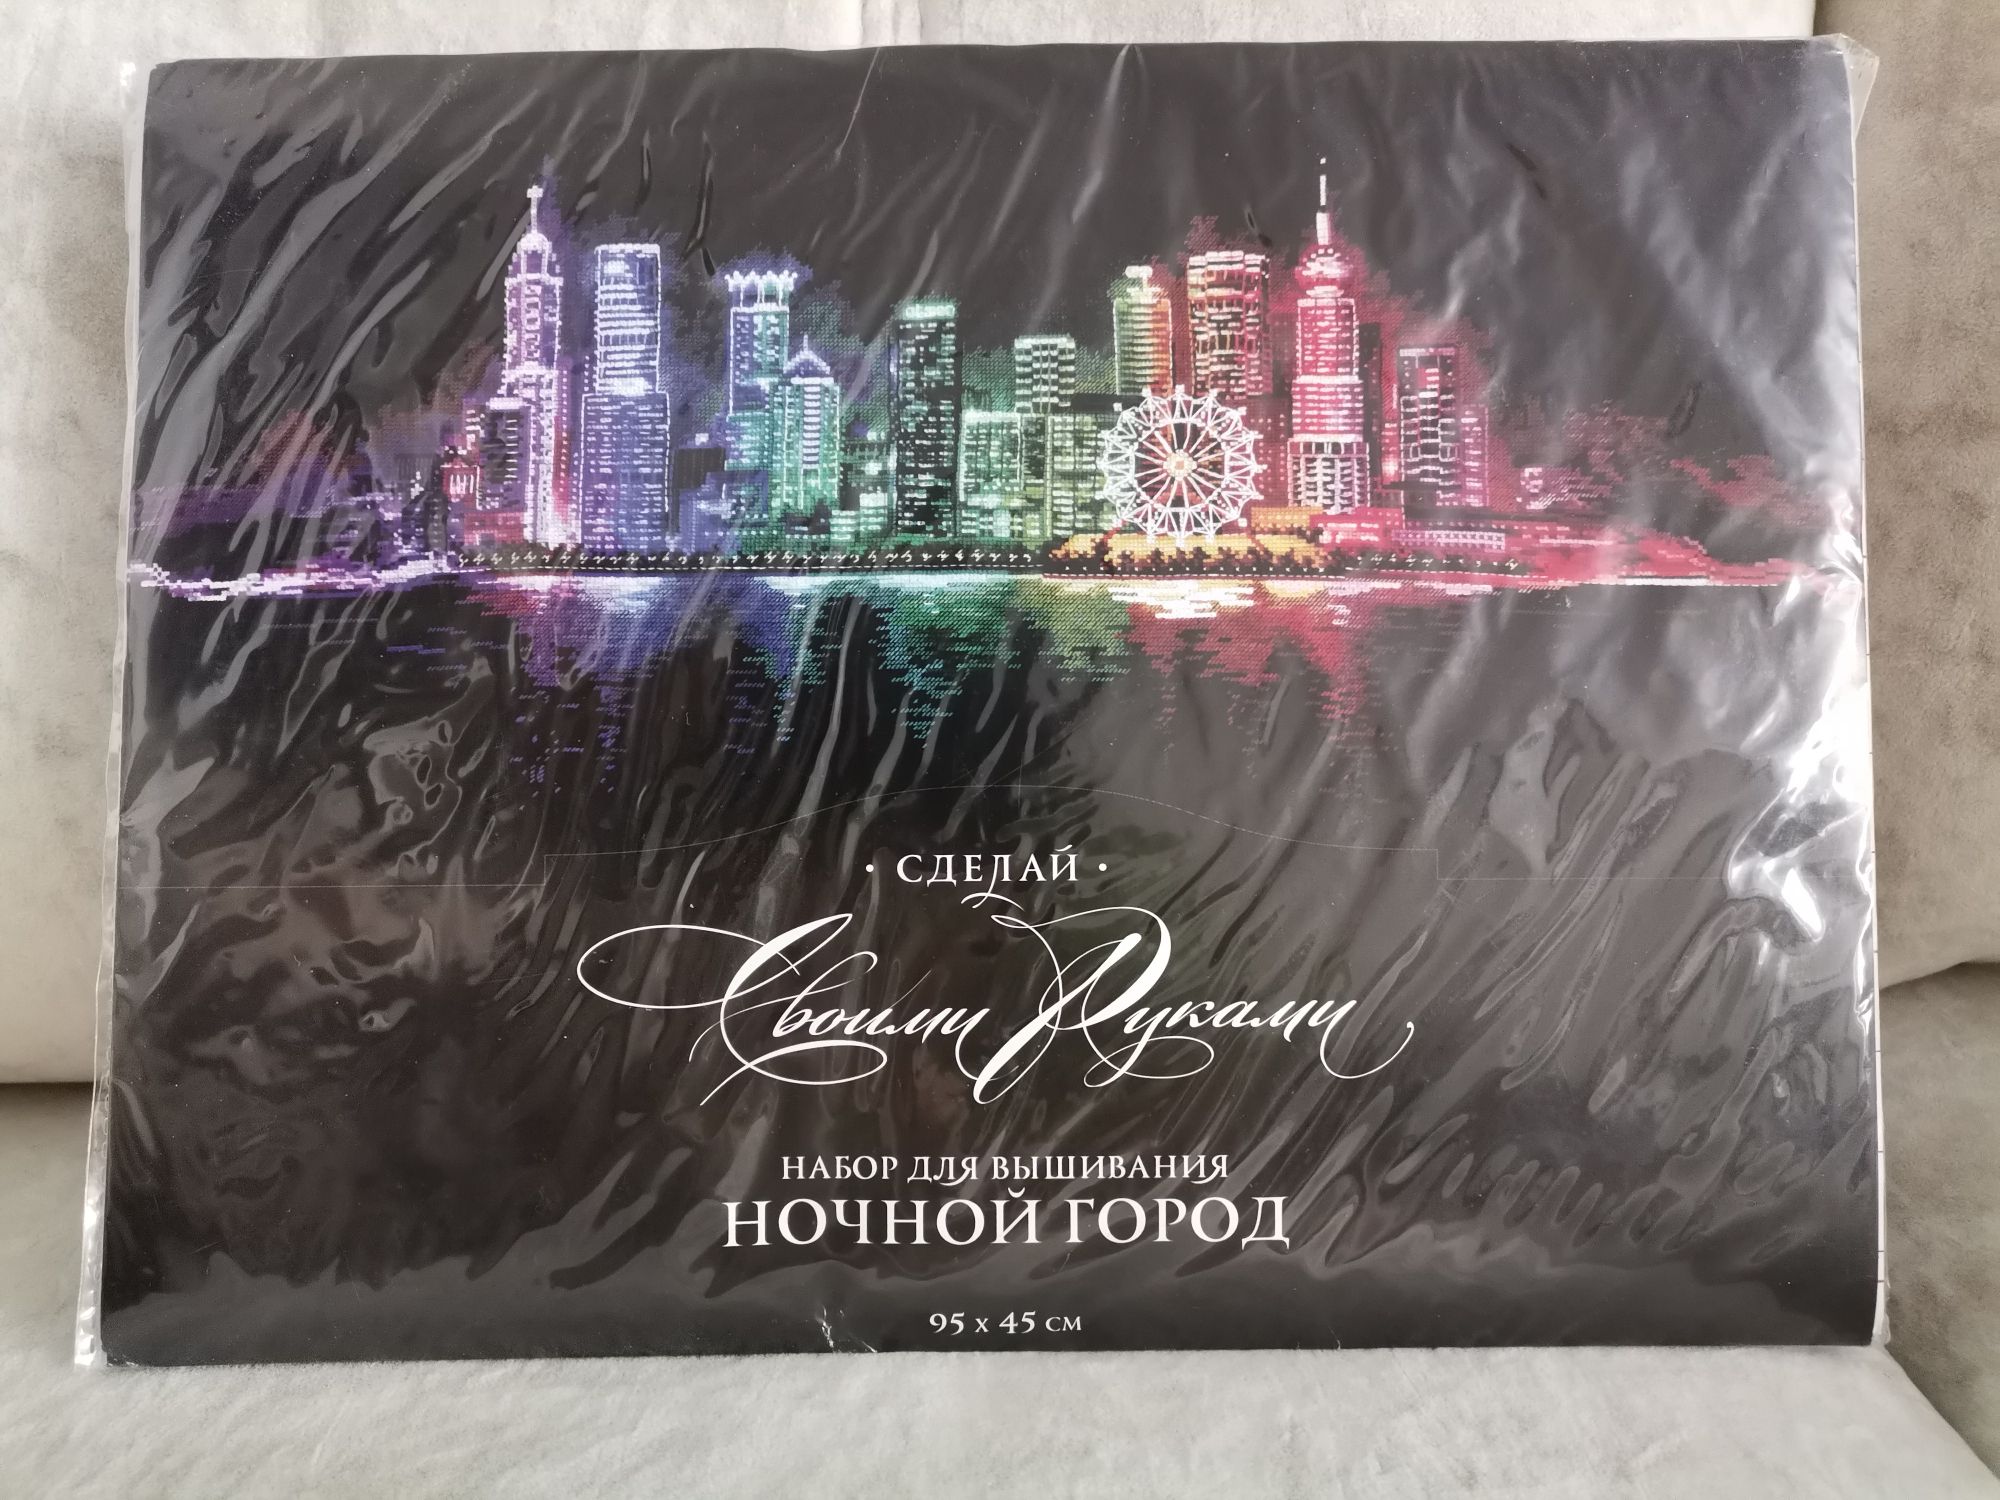 · СДЕЛАЙ ·
Своими Руками
НАБОР ДЛЯ ВЫШИВАНИЯ
НОЧНОЙ ГОРОД
95 x 45 см